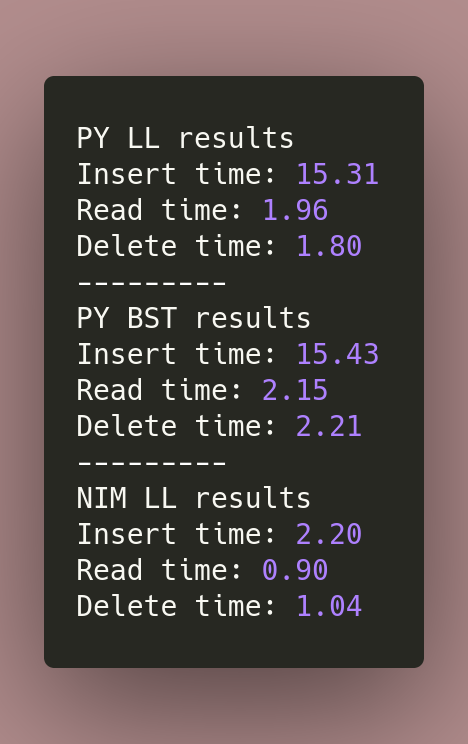 PY LL results
Insert time: 15.31
Read time: 1.96
Delete time: 1.80
---------
PY BST results
Insert time: 15.43
Read time: 2.15
Delete time: 2.21
---------
NIM LL results
Insert time: 2.20
Read time: 0.90
Delete time: 1.04